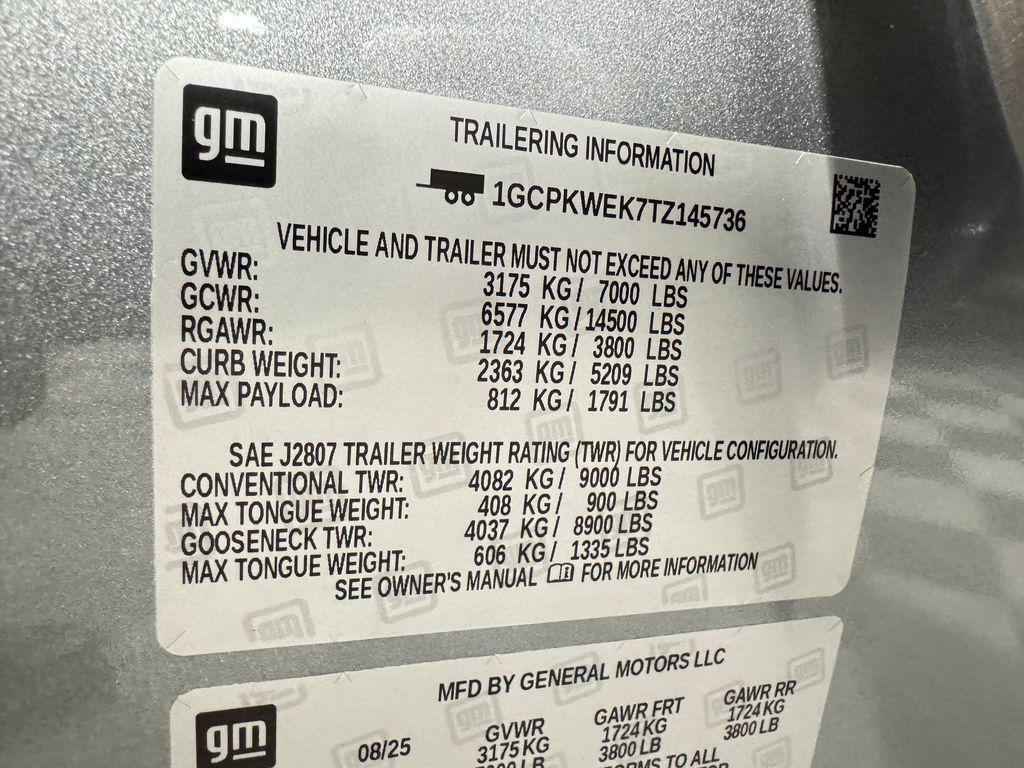 gm
TRAILERING INFORMATION
1GCPKWEK7TZ145736
VEHICLE AND TRAILER MUST NOT EXCEED ANY OF THESE VALUES.
GVWR: 3175 KG / 7000 LBS
GCWR: 6577 KG / 14500 LBS
RGAWR: 1724 KG / 3800 LBS
CURB WEIGHT: 2363 KG / 5209 LBS
MAX PAYLOAD: 812 KG / 1791 LBS
SAE J2807 TRAILER WEIGHT RATING (TWR) FOR VEHICLE CONFIGURATION.
CONVENTIONAL TWR: 4082 KG / 9000 LBS
MAX TONGUE WEIGHT: 408 KG / 900 LBS
GOOSENECK TWR: 4037 KG / 8900 LBS
MAX TONGUE WEIGHT: 606 KG / 1335 LBS
SEE OWNER'S MANUAL FOR MORE INFORMATION
gm
MFD BY GENERAL MOTORS LLC
08/25 GVWR GAWR FRT GAWR RR
3175 KG 1724 KG 1724 KG
LB 3800 LB 3800 LB
TO ALL